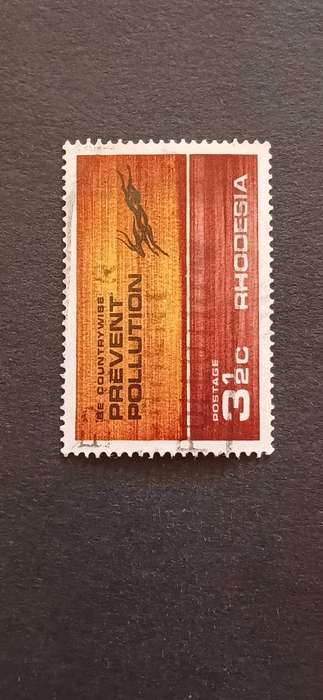 'BE COUNTRYWISE'
PREVENT
POLLUTION
POSTAGE
3½C RHODESIA